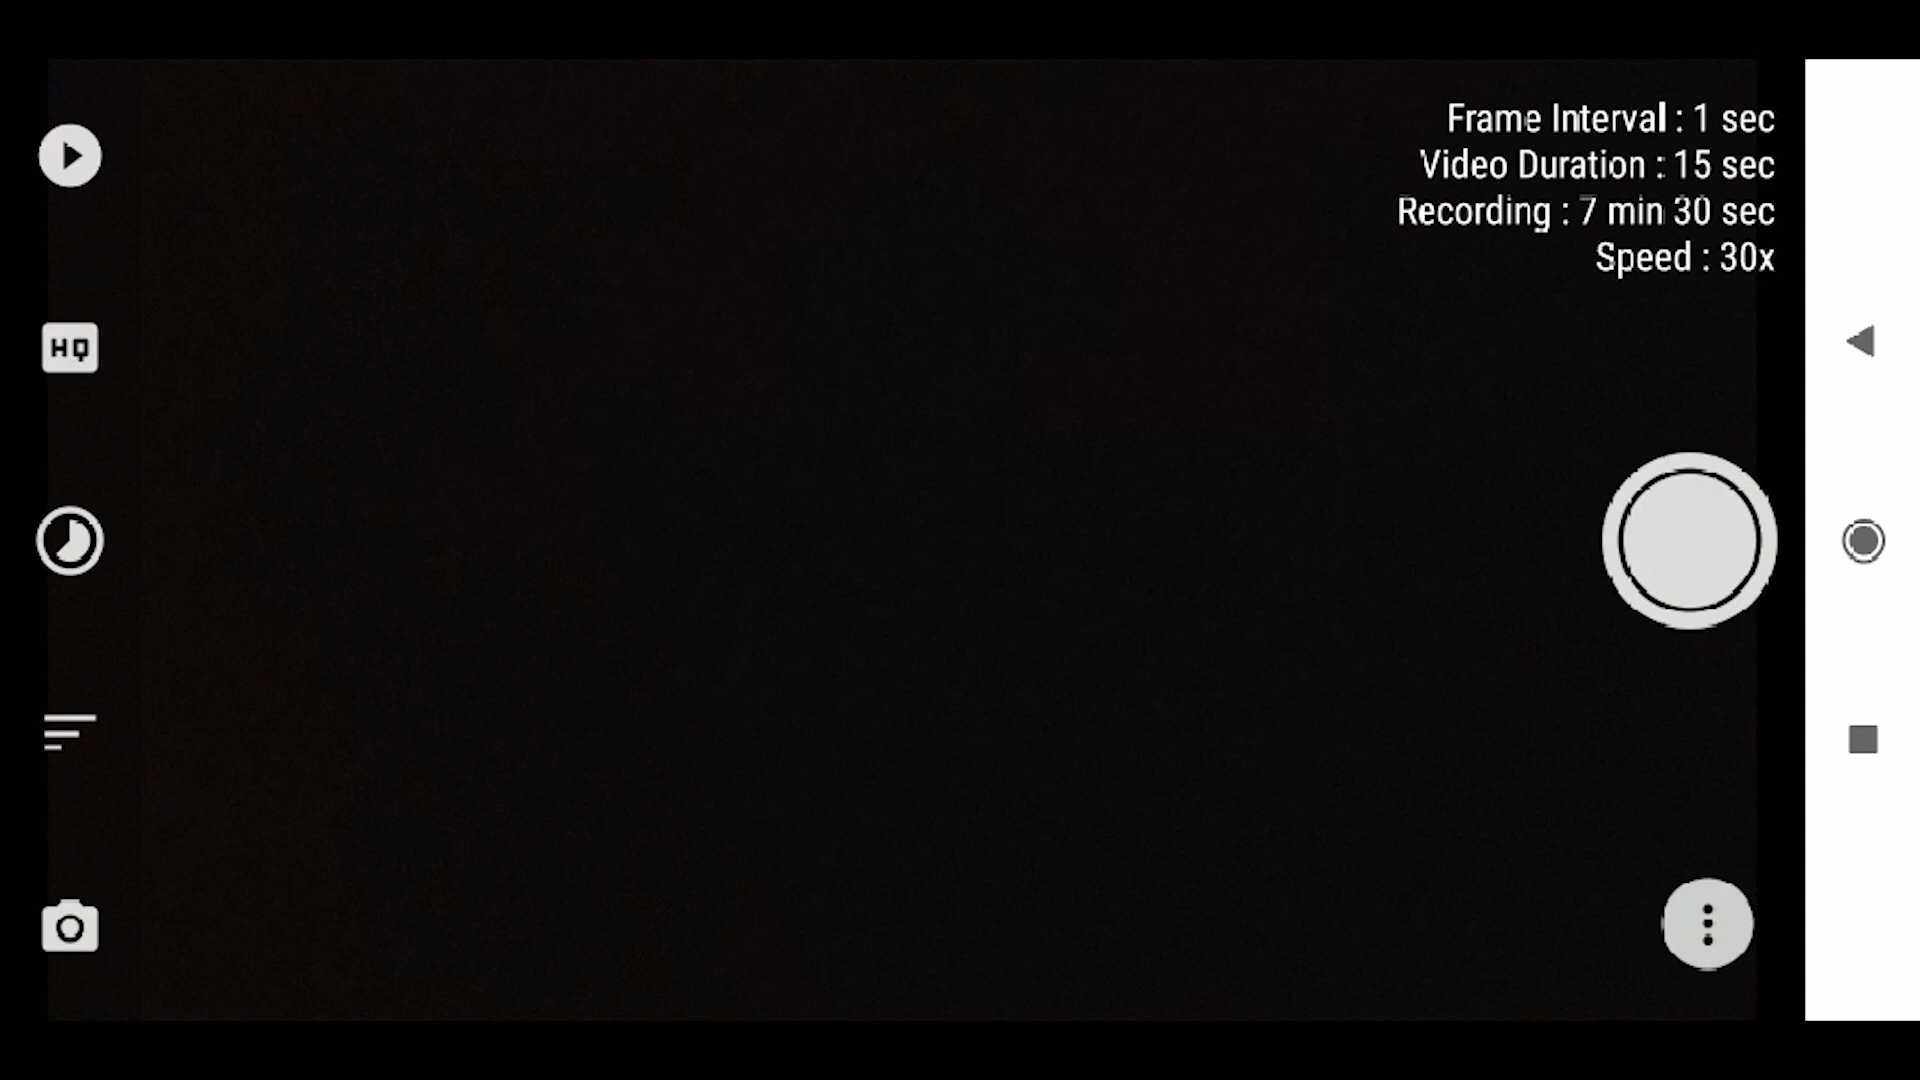 Frame Interval : 1 sec
Video Duration : 15 sec
Recording : 7 min 30 sec
Speed : 30x
HQ